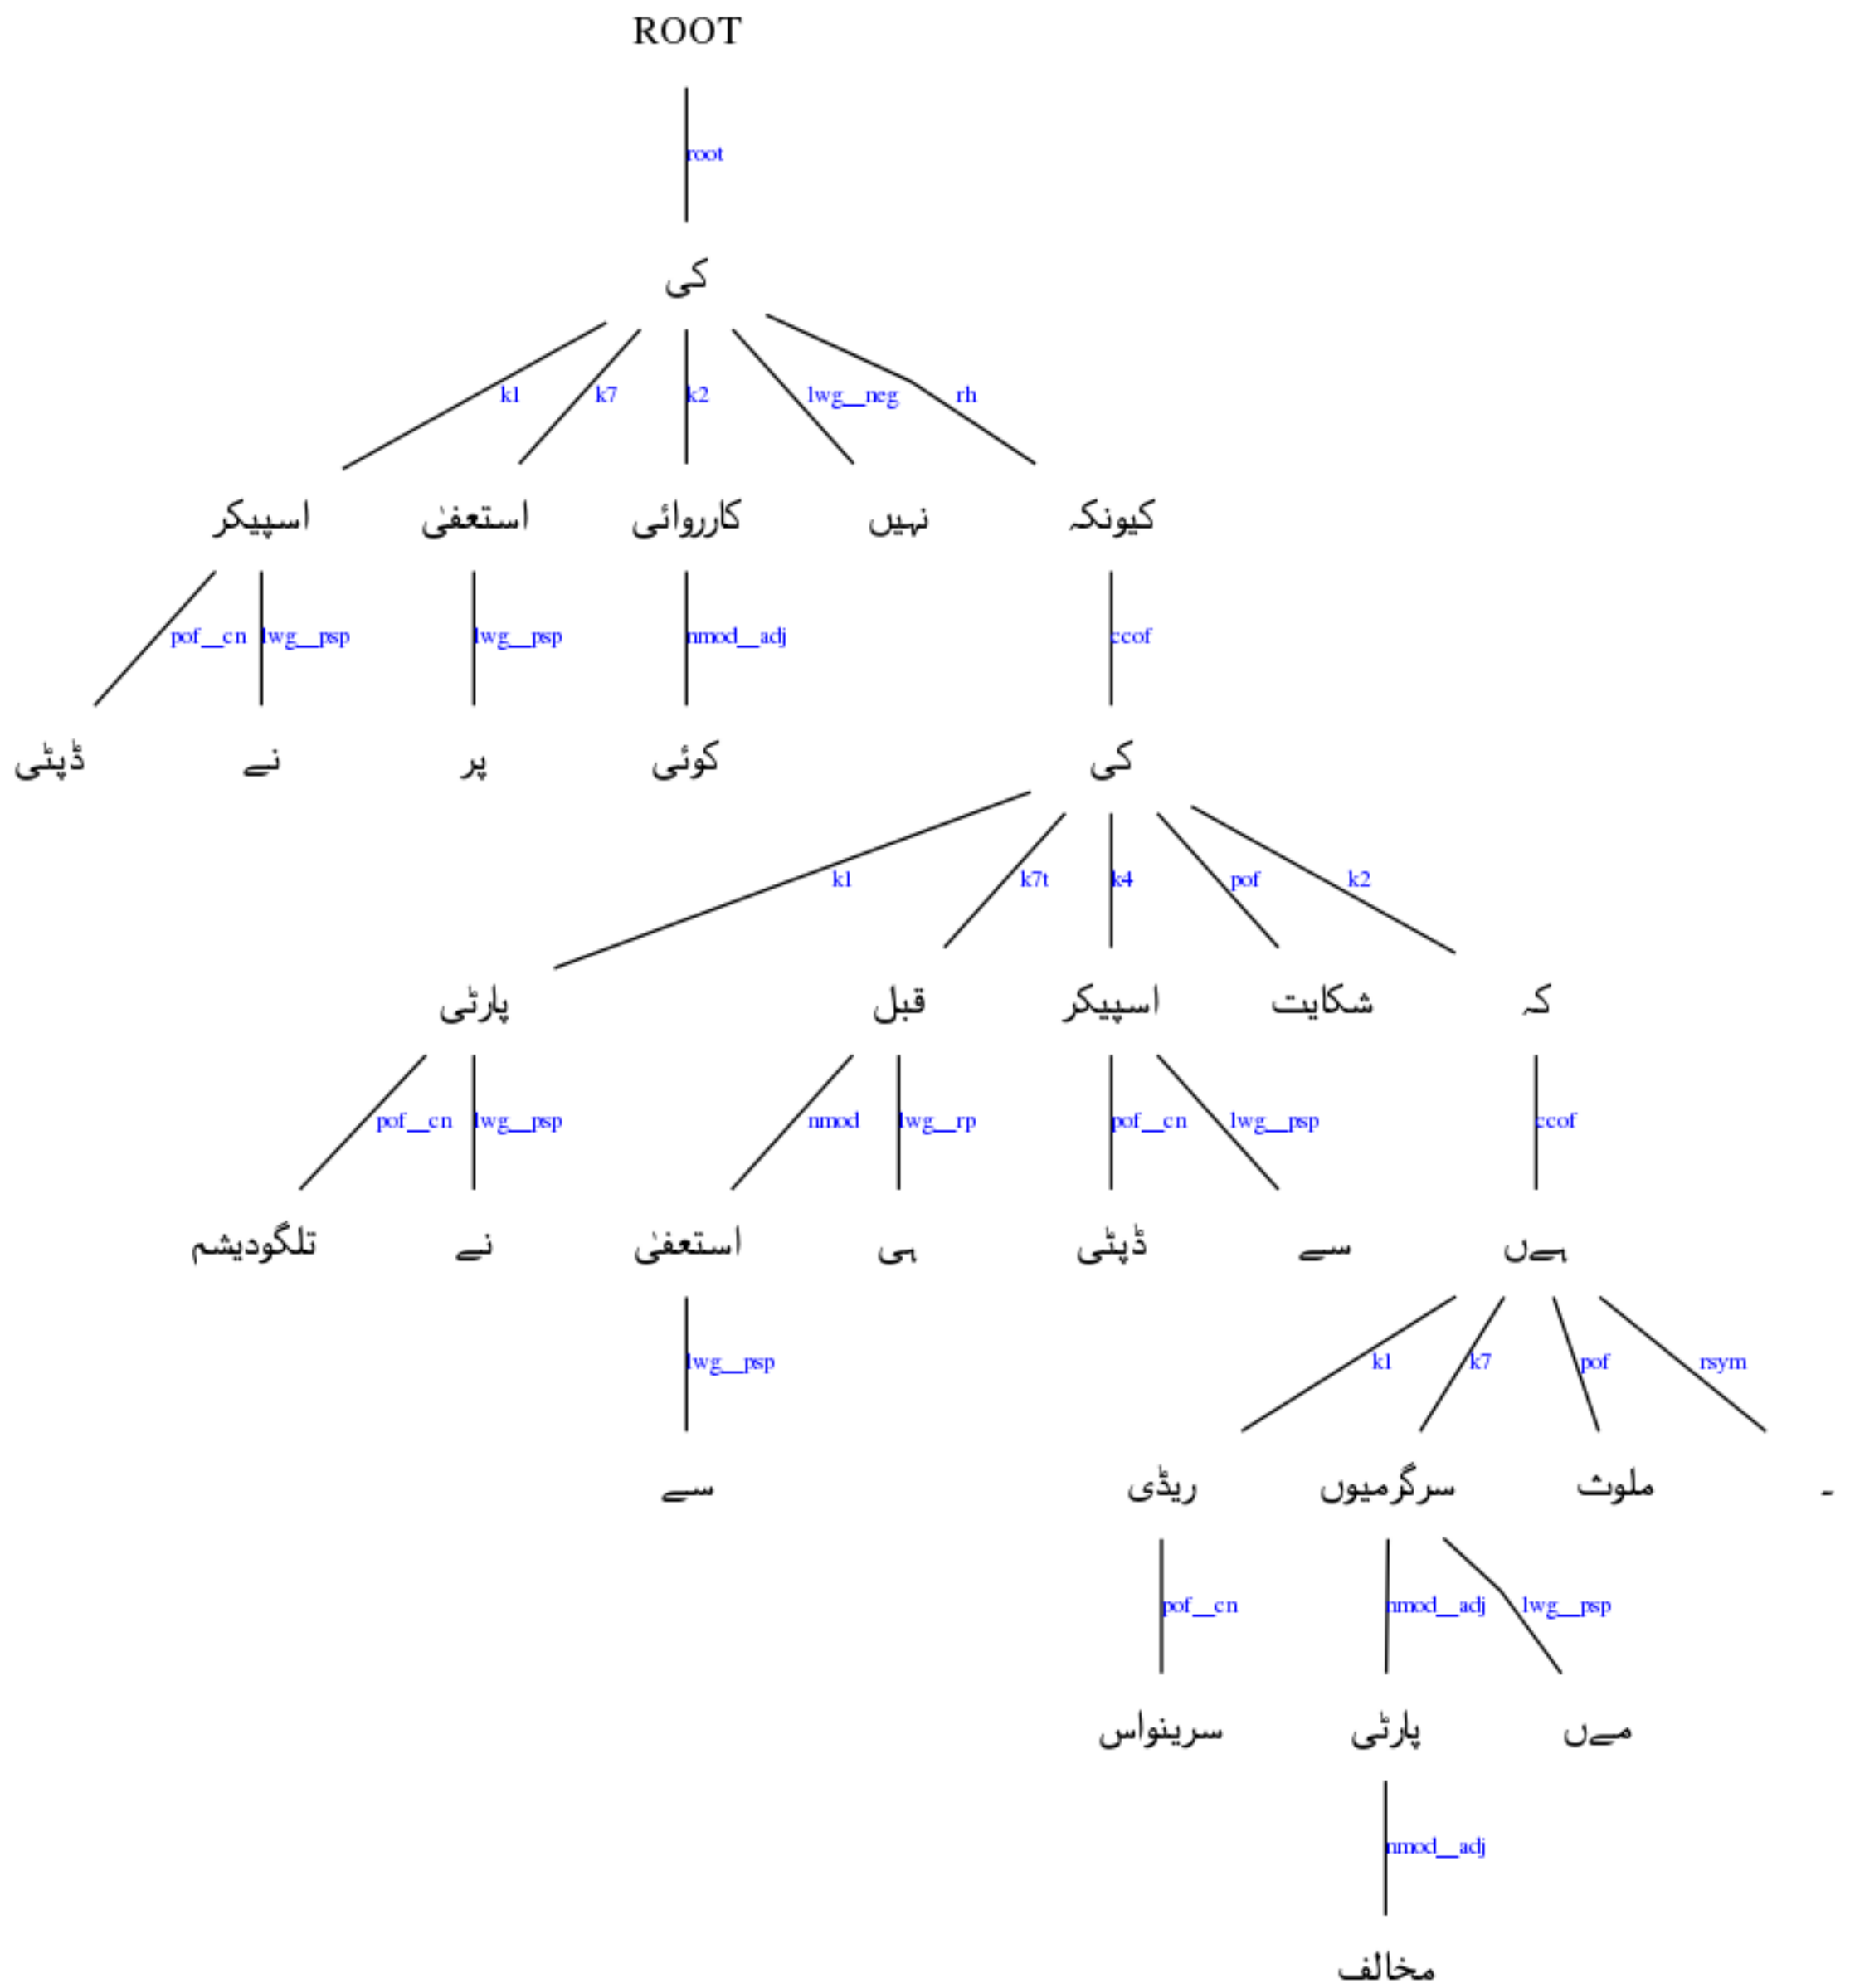 ROOT
root
کی
k1 k7 k2 lwg__neg rh
اسپیکر استعفیٰ کارروائی نہیں کیونکہ
pof__cn lwg__psp lwg__psp nmod__adj ccof
ڈپٹی نے پر کوئی کی
k1 k7t k4 pof k2
پارٹی قبل اسپیکر شکایت کہ
pof__cn lwg__psp nmod lwg__rp pof__cn lwg__psp ccof
تلگودیشم نے استعفیٰ ہی ڈپٹی سے ہےں
lwg__psp k1 k7 pof rsym
سے ریڈی سرگرمیوں ملوث ۔
pof__cn nmod__adj lwg__psp
سرینواس پارٹی مےں
nmod__adj
مخالف